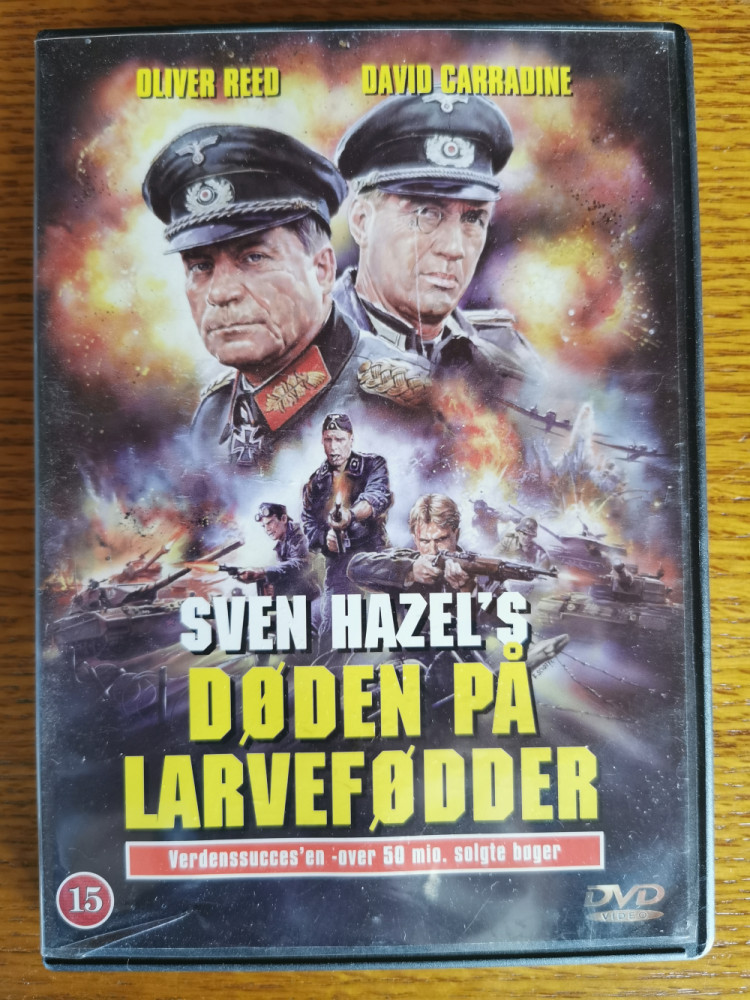 OLIVER REED DAVID CARRADINE
SVEN HAZEL'S
DØDEN PÅ
LARVEFØDDER
Verdenssucces'en -over 50 mio. solgte bøger
15
DVD
VIDEO